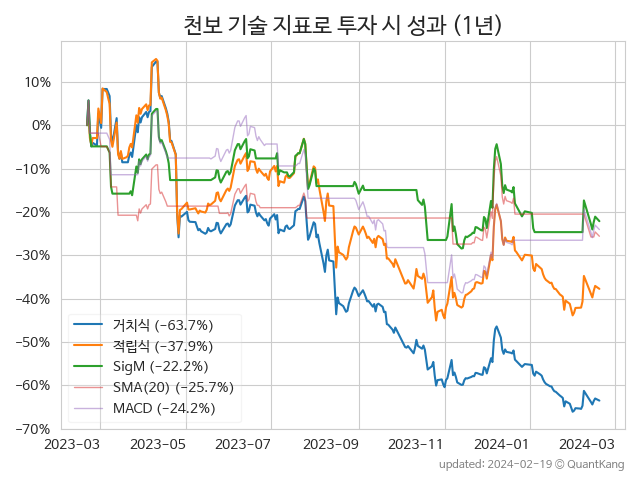 천보 기술 지표로 투자 시 성과 (1년)
10%
0%
−10%
−20%
−30%
−40%
−50%
−60%
−70%
거치식 (−63.7%)
적립식 (−37.9%)
SigM (−22.2%)
SMA(20) (−25.7%)
MACD (−24.2%)
2023-03 2023-05 2023-07 2023-09 2023-11 2024-01 2024-03
updated: 2024-02-19 ⓒ QuantKang